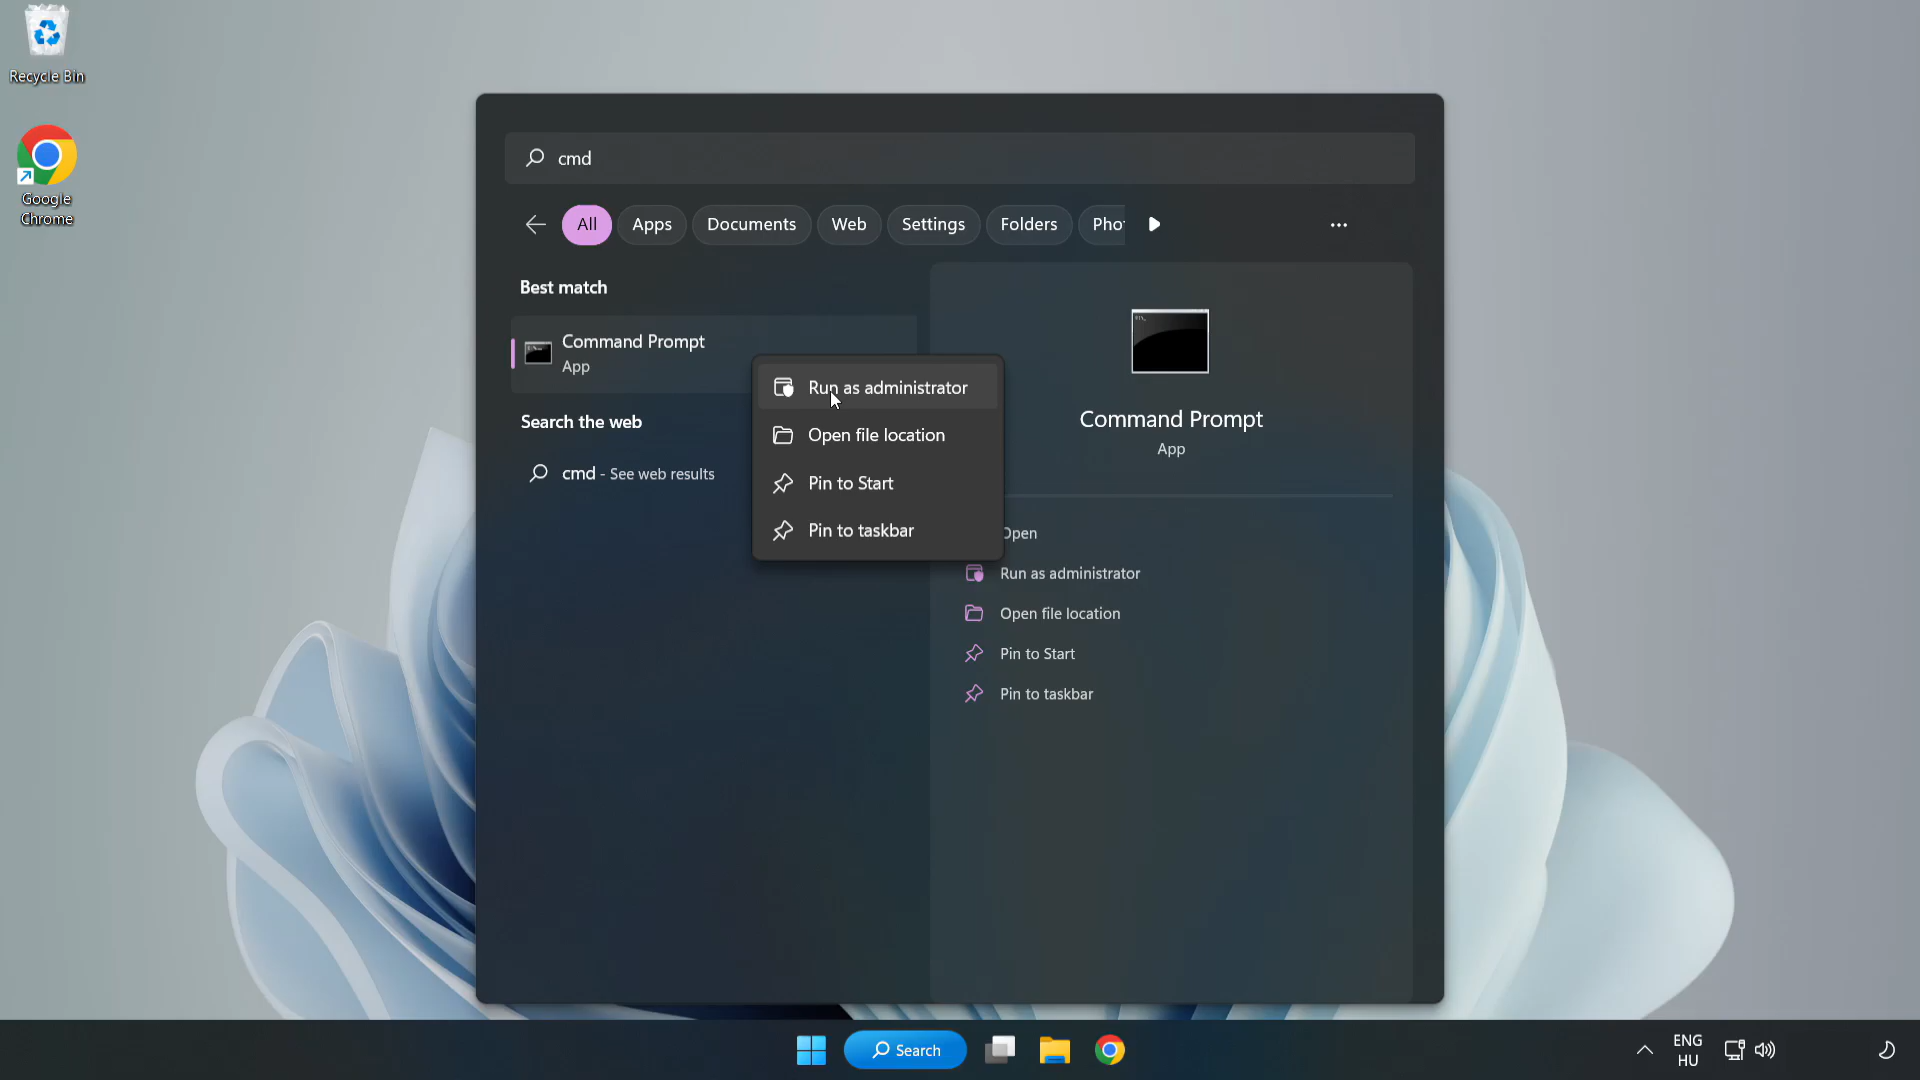 Recycle Bin
Google
Chrome
cmd
All
Apps
Documents
Web
Settings
Folders
Pho
Best match
Command Prompt
App
Search the web
cmd - See web results
Run as administrator
Open file location
Pin to Start
Pin to taskbar
Command Prompt
App
Open
Run as administrator
Open file location
Pin to Start
Pin to taskbar
Search
ENG
HU